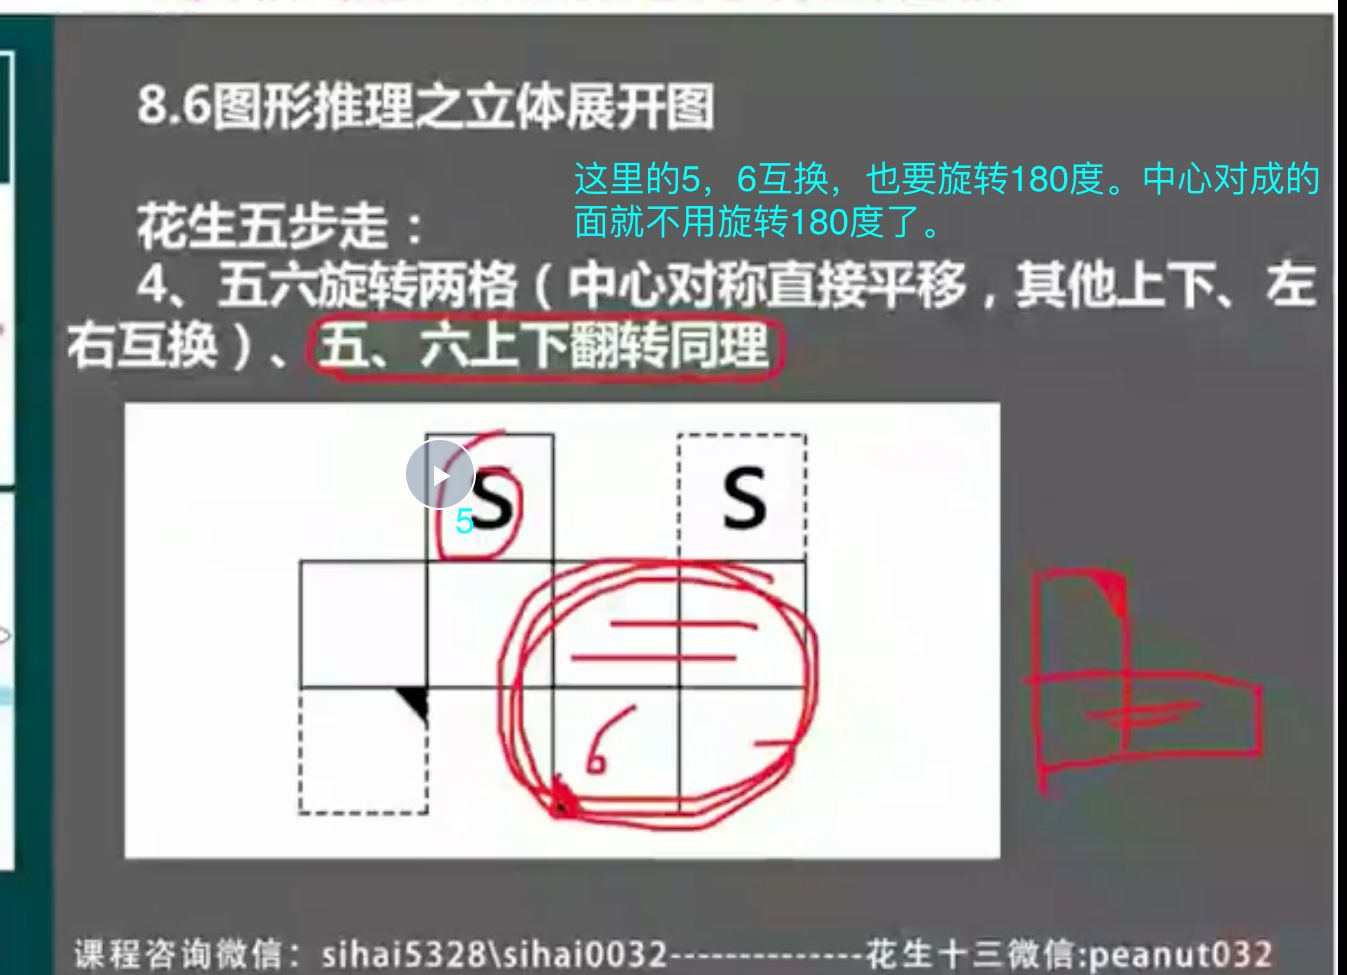 8.6图形推理之立体展开图
这里的5，6互换，也要旋转180度。中心对成的
面就不用旋转180度了。
花生五步走：
4、五六旋转两格（中心对称直接平移，其他上下、左
右互换）、五、六上下翻转同理
S
S
5
6
课程咨询微信：sihai5328\sihai0032-------------花生十三微信:peanut032